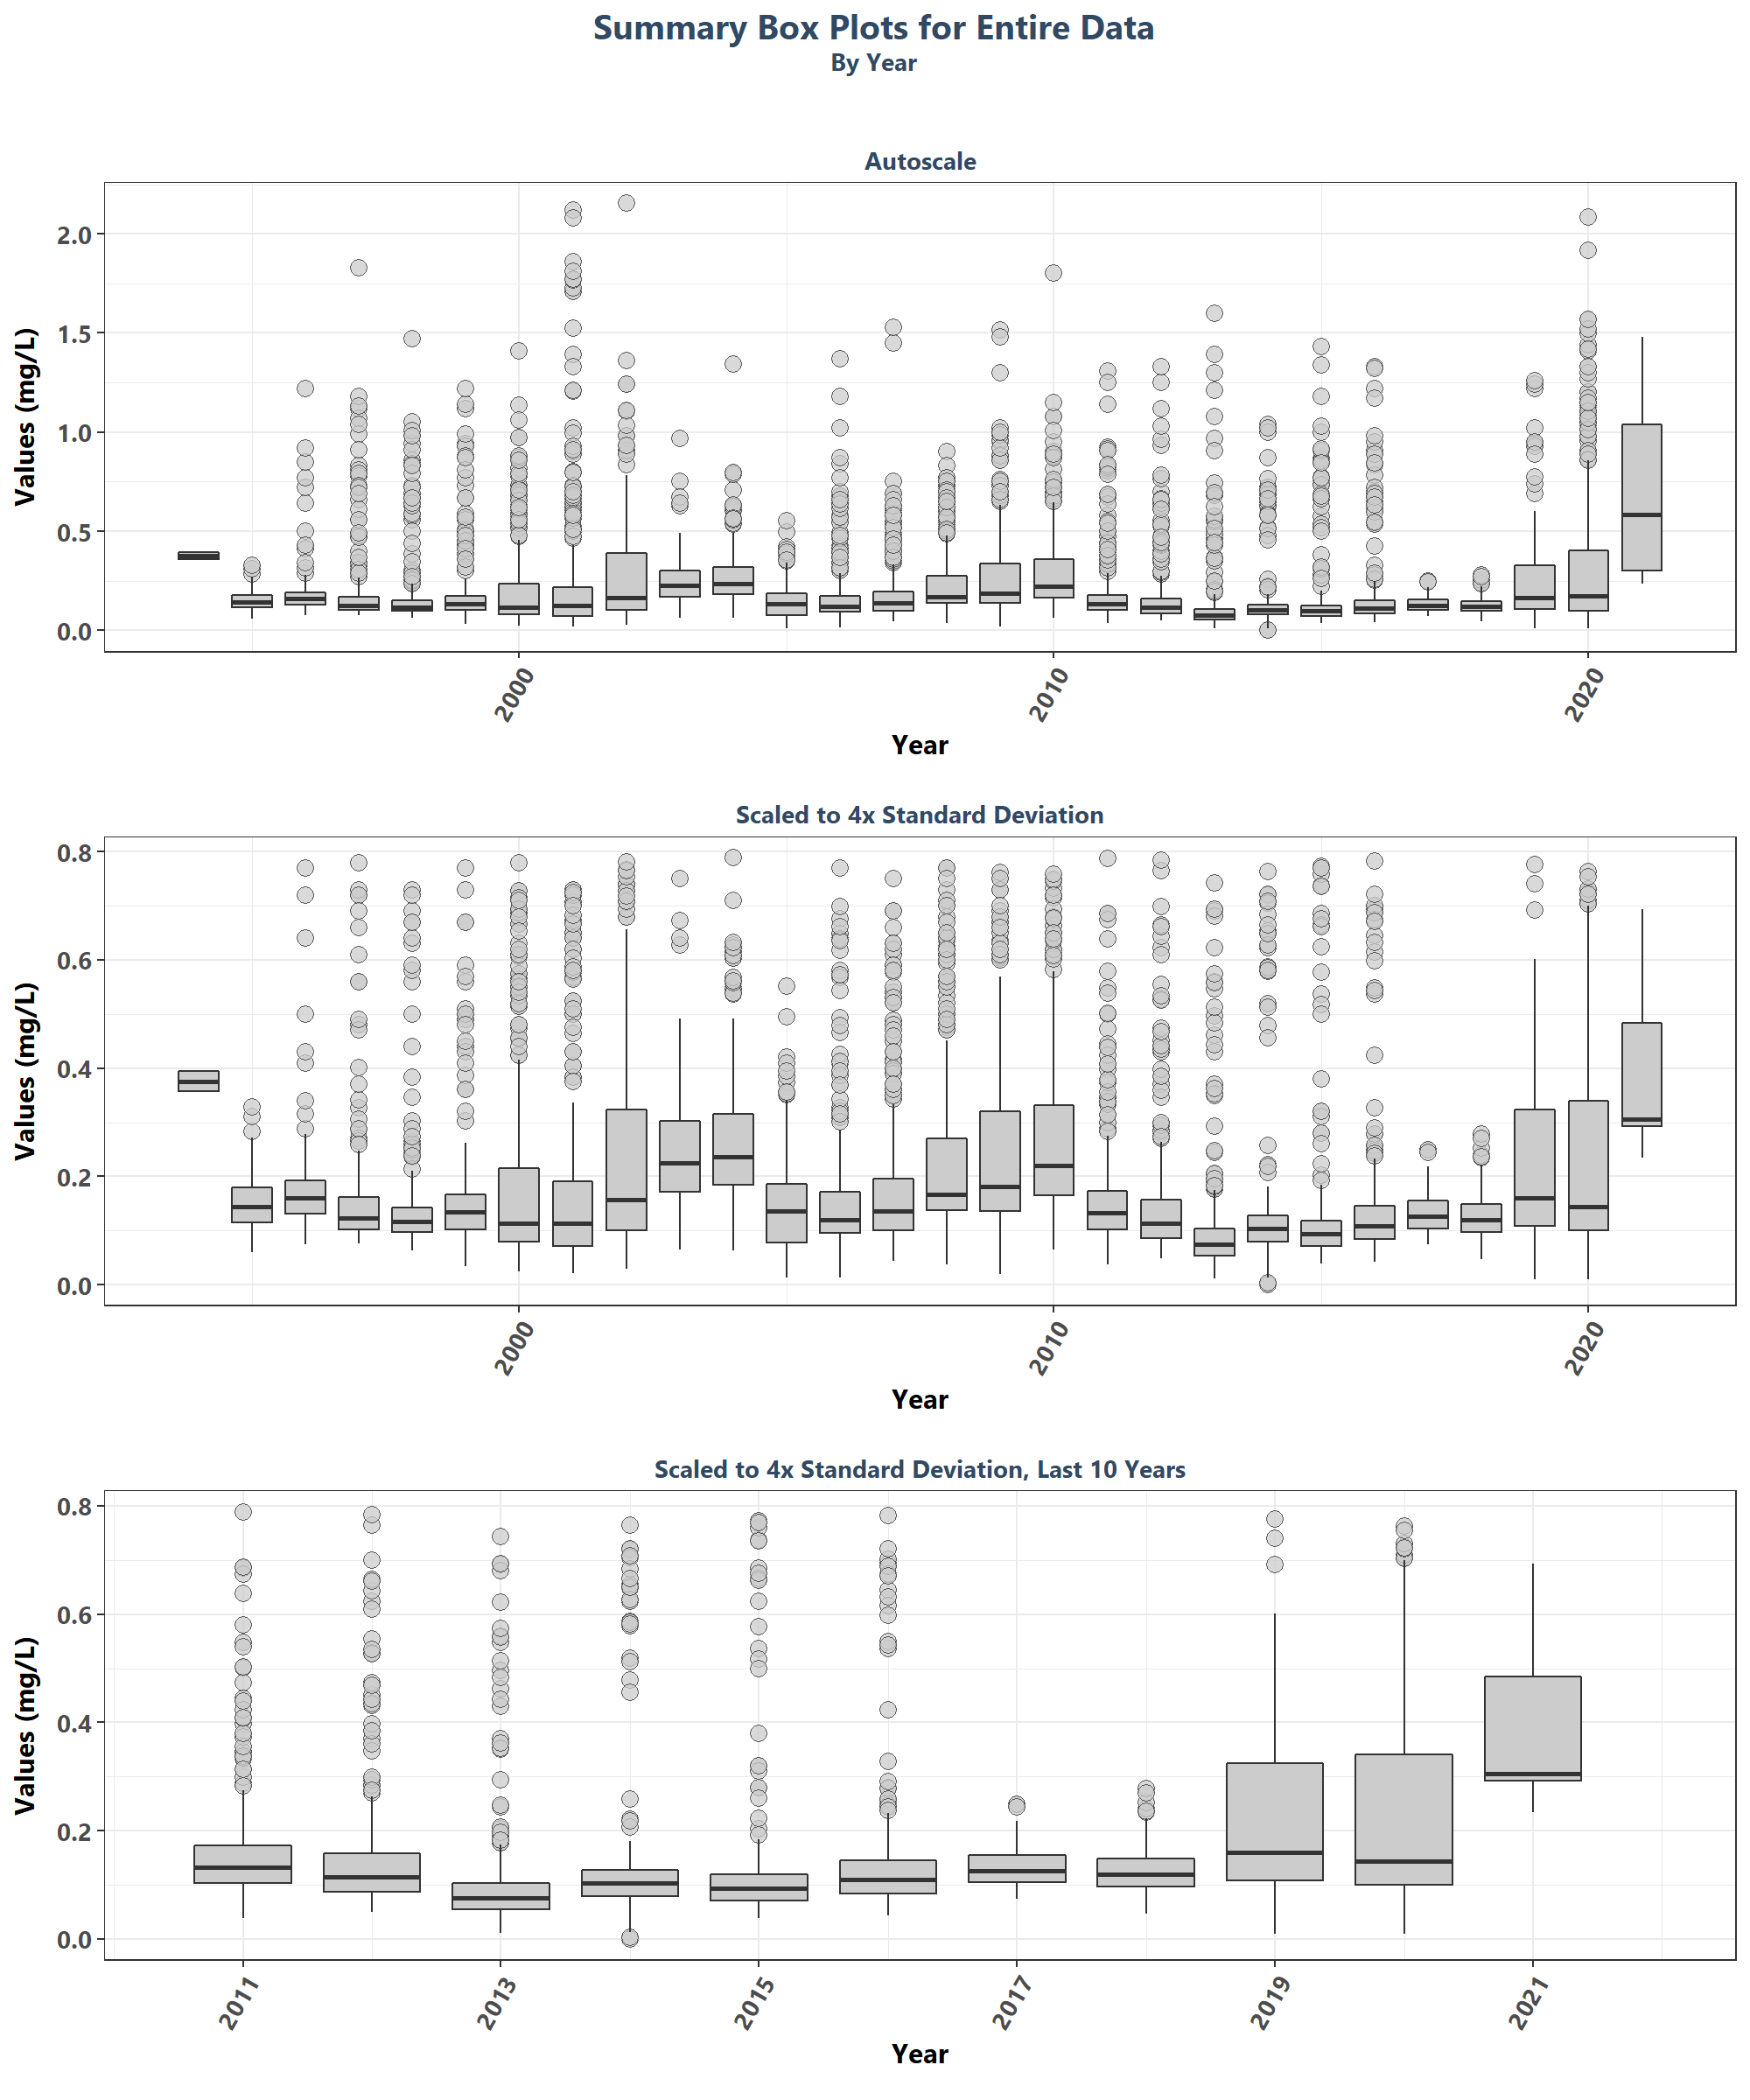 Summary Box Plots for Entire Data
By Year
Autoscale
Values (mg/L)
2.0
1.5
1.0
0.5
0.0
2000
2010
2020
Year
Scaled to 4x Standard Deviation
Values (mg/L)
0.8
0.6
0.4
0.2
0.0
2000
2010
2020
Year
Scaled to 4x Standard Deviation, Last 10 Years
Values (mg/L)
0.8
0.6
0.4
0.2
0.0
2011
2013
2015
2017
2019
2021
Year